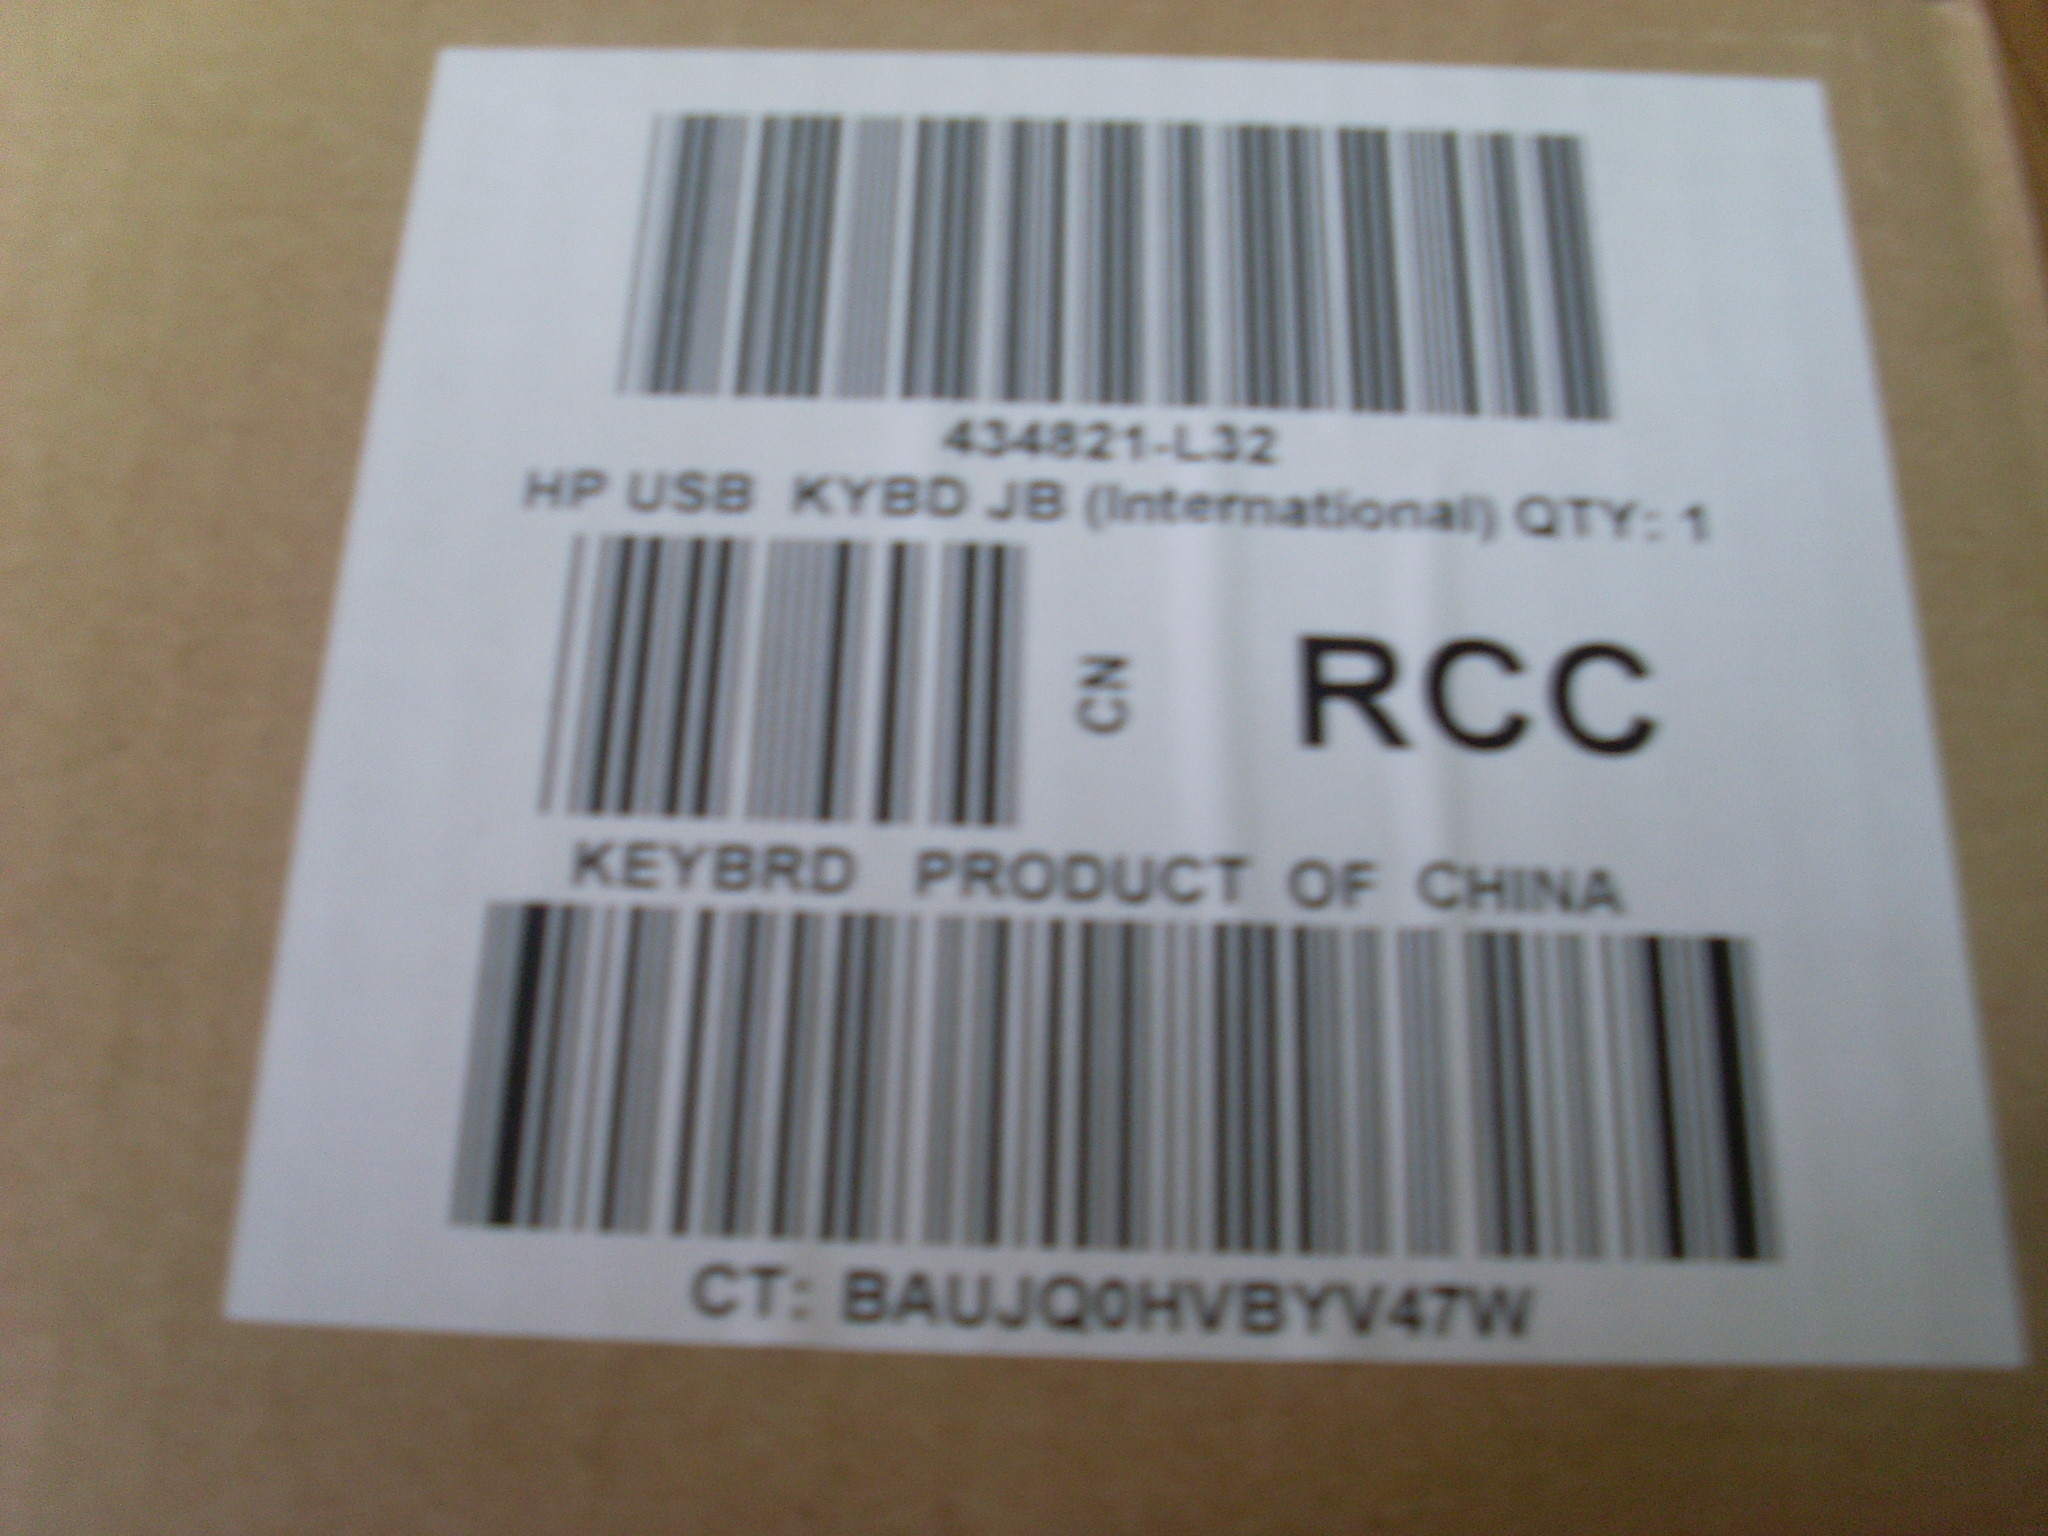 434821-L32
HP USB KYBD JB (International) QTY: 1
CN
RCC
KEYBRD PRODUCT OF CHINA
CT: BAUJQ0HVBYV47W